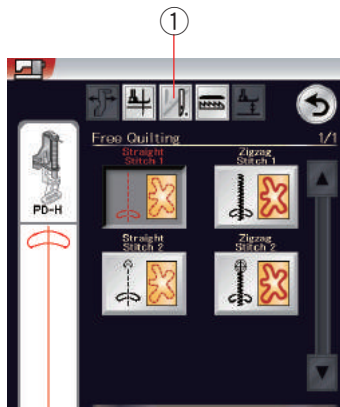 1
Free Quilting 1/1
Straight Stitch 1
Zigzag Stitch 1
PD-H
Straight Stitch 2
Zigzag Stitch 2